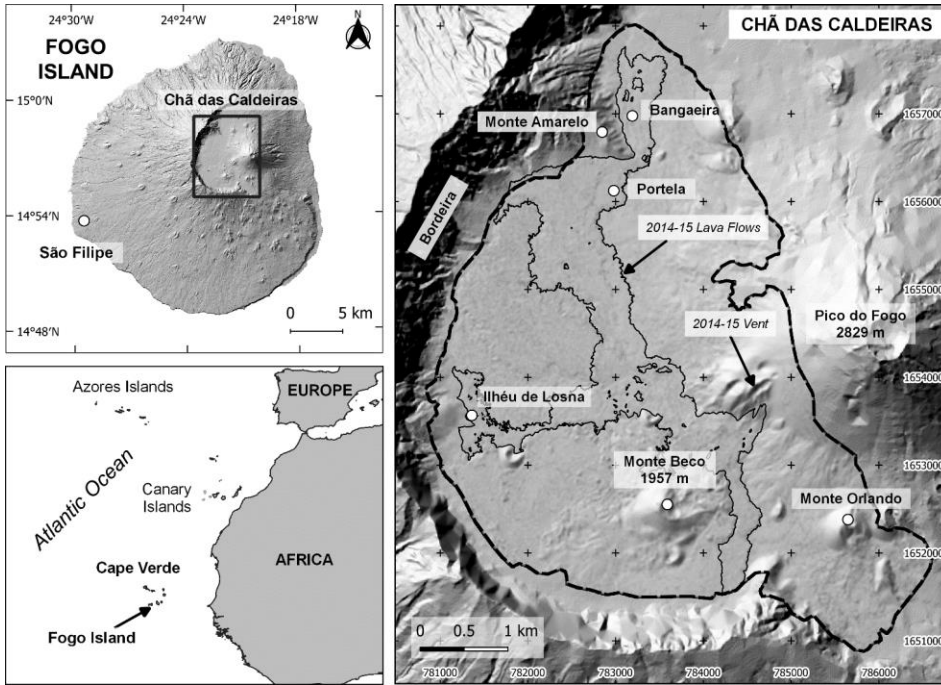 24°30'W
24°24'W
24°18'W
FOGO
ISLAND
N
Chã das Caldeiras
15°0'N
14°54'N
São Filipe
0 5 km
14°48'N
Azores Islands
EUROPE
Atlantic Ocean
Canary
Islands
Cape Verde
AFRICA
Fogo Island
CHÃ DAS CALDEIRAS
Bangaeira
1657000
Monte Amarelo
Portela
1656000
Bordeira
2014-15 Lava Flows
1655000
2014-15 Vent
Pico do Fogo
2829 m
1654000
Ilhéu de Losna
Monte Beco
1957 m
1653000
Monte Orlando
1652000
0 0.5 1 km
1651000
781000
782000
783000
784000
785000
786000